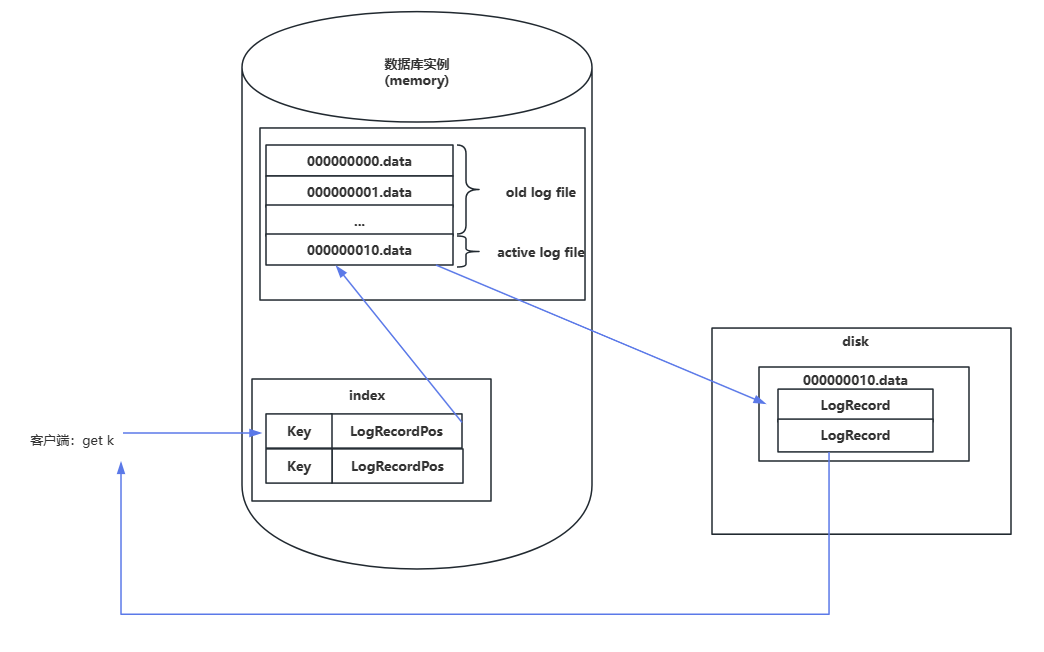 数据库实例
(memory)
000000000.data
000000001.data
old log file
...
000000010.data
active log file
disk
000000010.data
LogRecord
LogRecord
index
Key LogRecordPos
Key LogRecordPos
客户端：get k